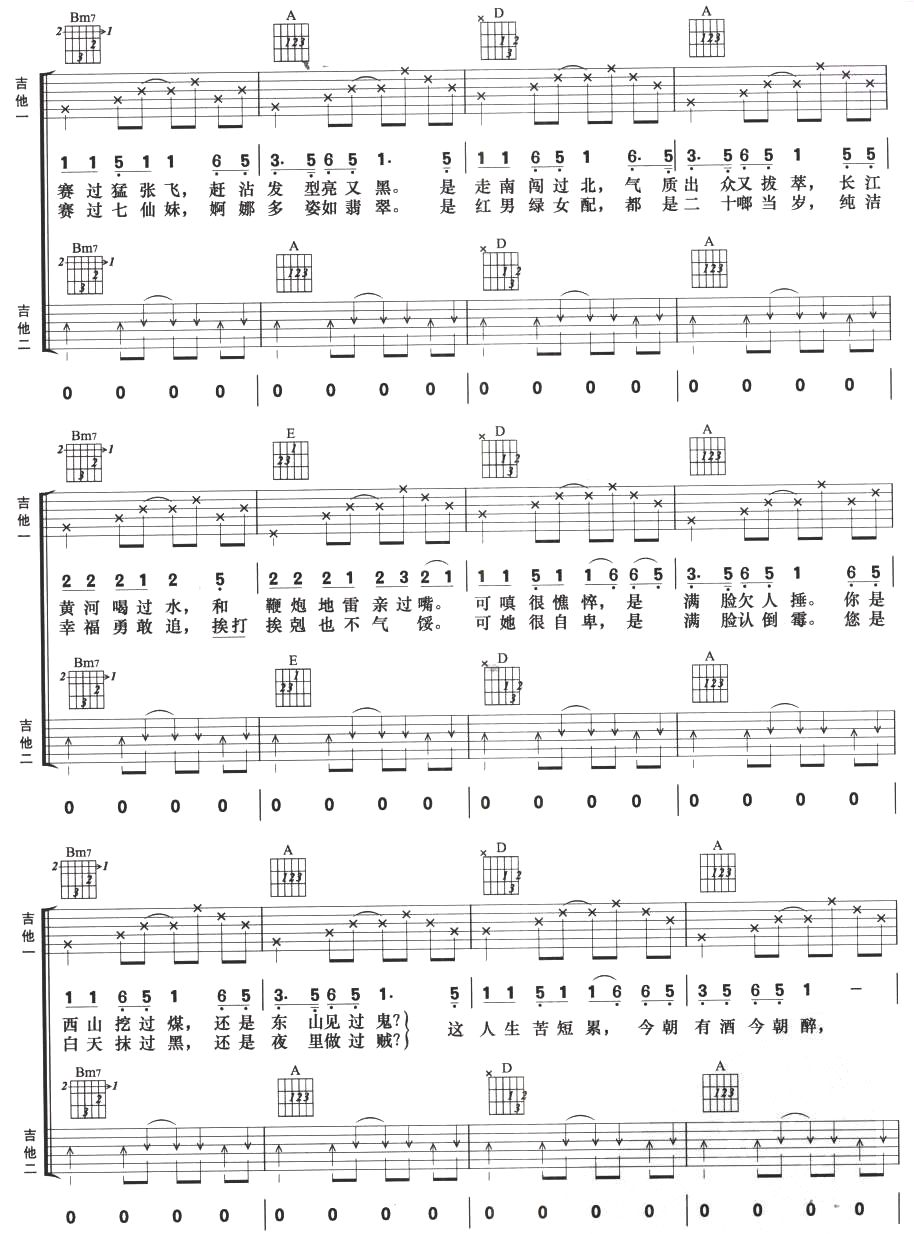 Bm7 A D A
吉他一
1 1 5 1 1 6 5 | 3· 5 6 5 1· 5 | 1 1 6 5 1 6· 5 | 3· 5 6 5 1 5 5
赛过猛张飞，赶沾发型亮又黑。是走南闯过北，气质出众又拔萃，长江
赛过七仙妹，婀娜多姿如翡翠。是红男绿女配，都是二十啷当岁，纯洁
Bm7 A D A
吉他二
0 0 0 0 | 0 0 0 0 | 0 0 0 0 | 0 0 0 0 |
Bm7 E D A
吉他一
2 2 2 1 2 5 | 2 2 2 1 2 3 2 1 | 1 1 5 1 1 6 6 5 | 3· 5 6 5 1 6 5
黄河喝过水，和鞭炮地雷亲过嘴。可嗔很憔悴，是满脸欠人捶。你是
幸福勇敢追，挨打挨剋也不气馁。可她很自卑，是满脸认倒霉。您是
Bm7 E D A
吉他二
0 0 0 0 | 0 0 0 0 | 0 0 0 0 | 0 0 0 0 |
Bm7 A D A
吉他一
1 1 6 5 1 6 5 | 3· 5 6 5 1· 5 | 1 1 5 1 1 6 6 5 | 3 5 6 5 1 –
西山挖过煤，还是东山见过鬼？} 这人生苦短累，今朝有酒今朝醉，
白天抹过黑，还是夜里做过贼？}
Bm7 A D A
吉他二
0 0 0 0 | 0 0 0 0 | 0 0 0 0 | 0 0 0 0 |